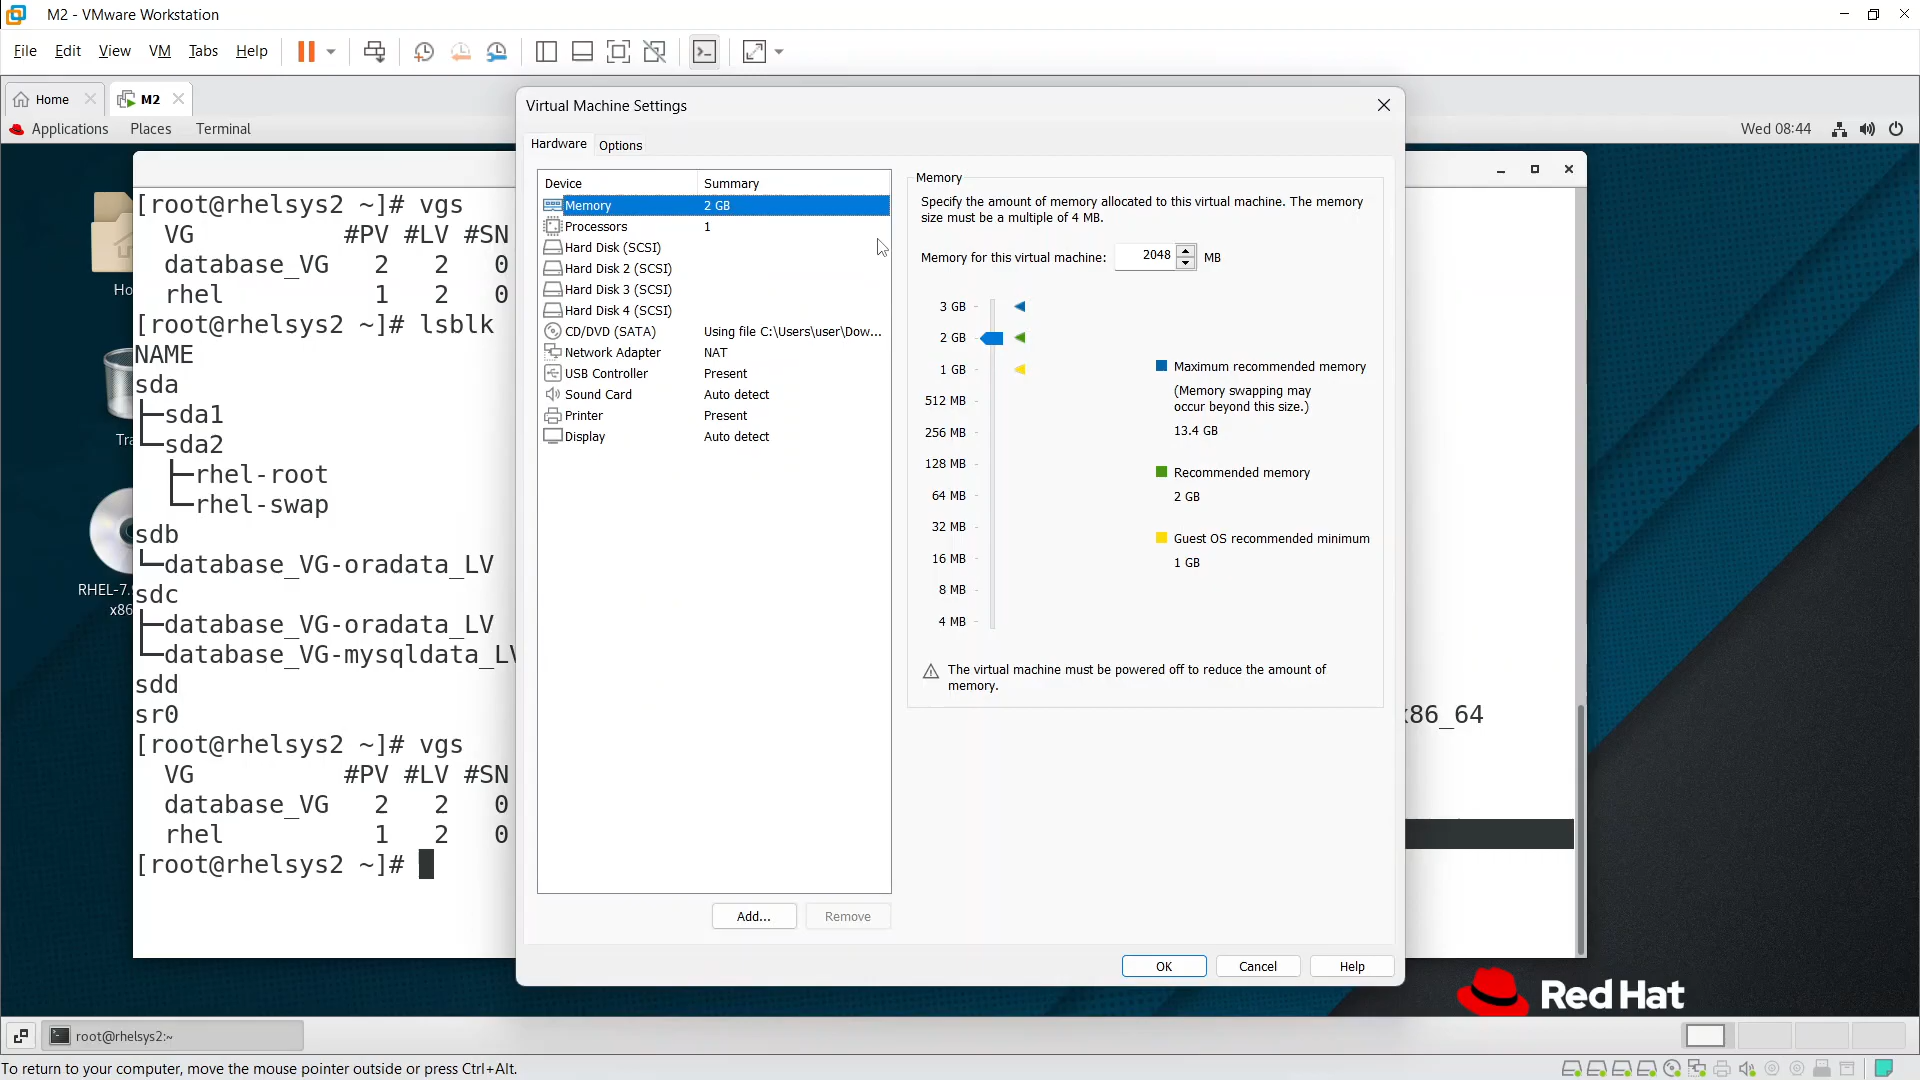 M2 - VMware Workstation
File Edit View VM Tabs Help
Home
M2
Applications Places Terminal
Wed 08:44
[root@rhelsys2 ~]# vgs
VG #PV #LV #SN
database_VG 2 2 0
rhel 1 2 0
[root@rhelsys2 ~]# lsblk
NAME
sda
├─sda1
└─sda2
├─rhel-root
└─rhel-swap
sdb
└─database_VG-oradata_LV
sdc
├─database_VG-oradata_LV
└─database_VG-mysqldata_LV
sdd
sr0
x86_64
[root@rhelsys2 ~]# vgs
VG #PV #LV #SN
database_VG 2 2 0
rhel 1 2 0
[root@rhelsys2 ~]#
Ho
Tra
RHEL-7.9
x86
Virtual Machine Settings
Hardware Options
Device Summary
Memory 2 GB
Processors 1
Hard Disk (SCSI)
Hard Disk 2 (SCSI)
Hard Disk 3 (SCSI)
Hard Disk 4 (SCSI)
CD/DVD (SATA) Using file C:\Users\user\Dow...
Network Adapter NAT
USB Controller Present
Sound Card Auto detect
Printer Present
Display Auto detect
Add... Remove
Memory
Specify the amount of memory allocated to this virtual machine. The memory
size must be a multiple of 4 MB.
Memory for this virtual machine: 2048 MB
3 GB
2 GB
1 GB
512 MB
256 MB
128 MB
64 MB
32 MB
16 MB
8 MB
4 MB
Maximum recommended memory
(Memory swapping may
occur beyond this size.)
13.4 GB
Recommended memory
2 GB
Guest OS recommended minimum
1 GB
The virtual machine must be powered off to reduce the amount of
memory.
OK Cancel Help
Red Hat
root@rhelsys2:~
To return to your computer, move the mouse pointer outside or press Ctrl+Alt.